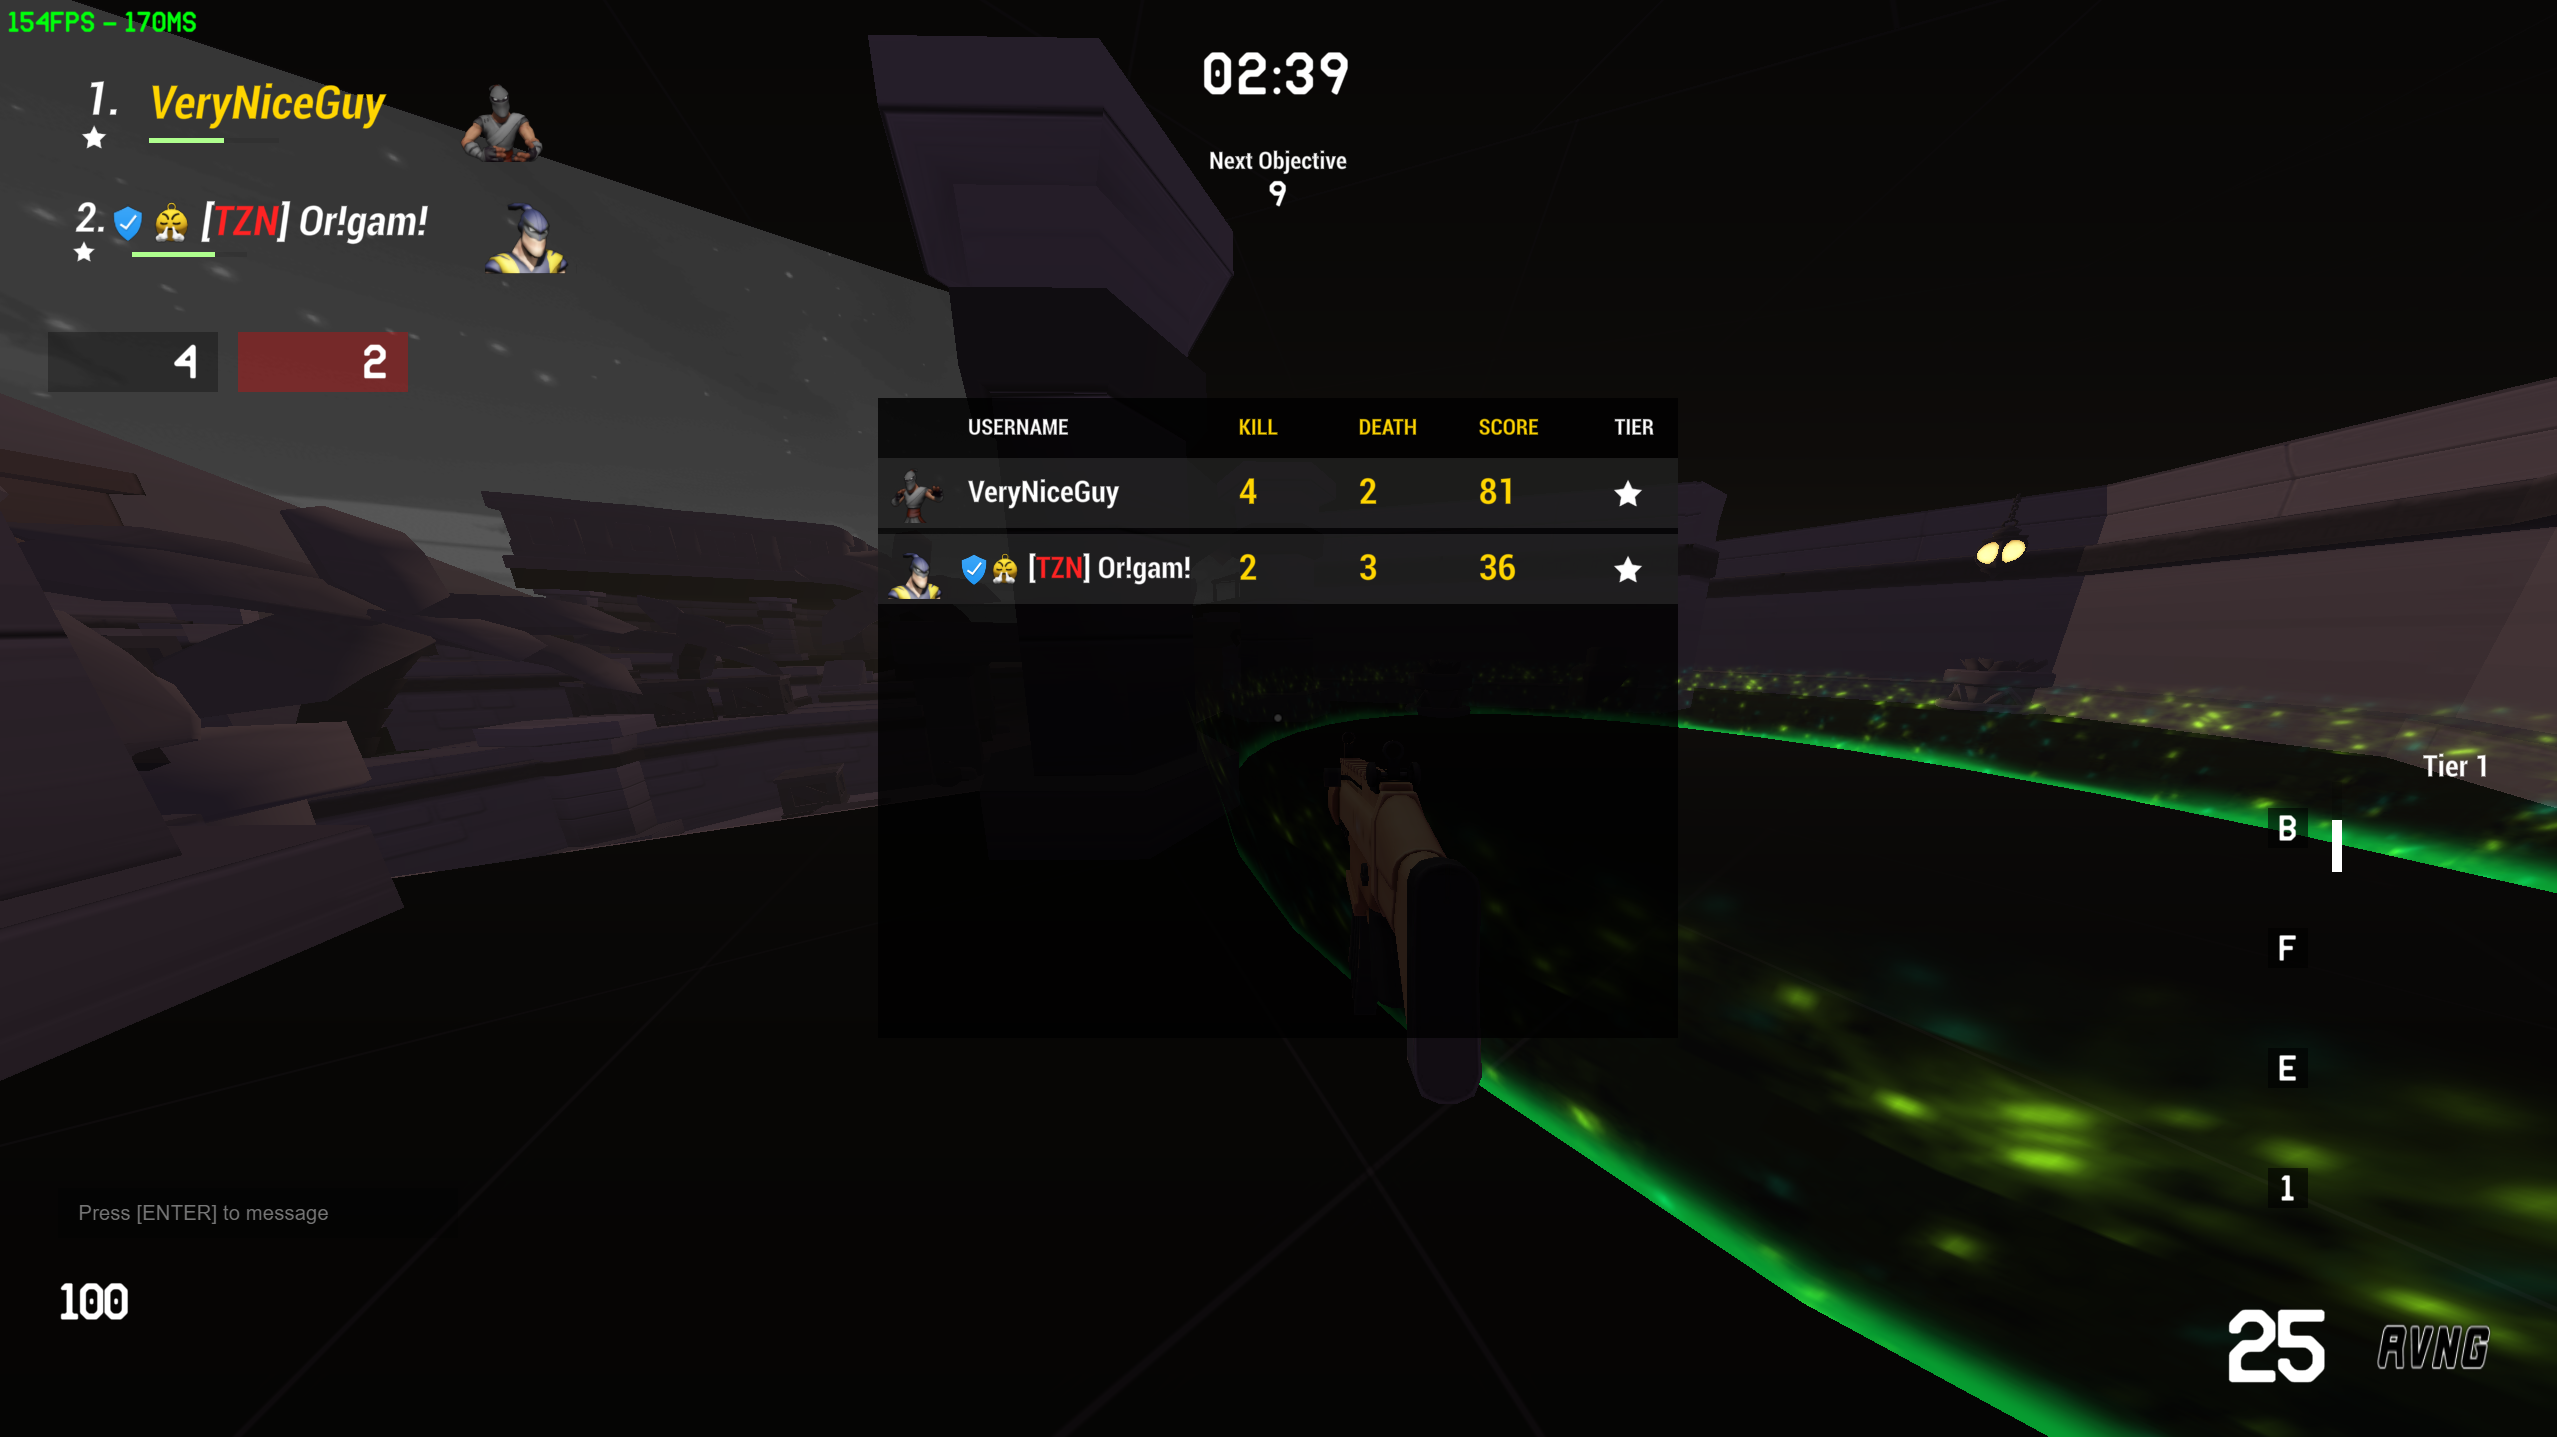 154FPS - 170MS
02:39
Next Objective
9
1. VeryNiceGuy
2. [TZN] Or!gam!
4 2
USERNAME KILL DEATH SCORE TIER
VeryNiceGuy 4 2 81
[TZN] Or!gam! 2 3 36
Tier 1
B
F
E
1
Press [ENTER] to message
100
25 AVNG